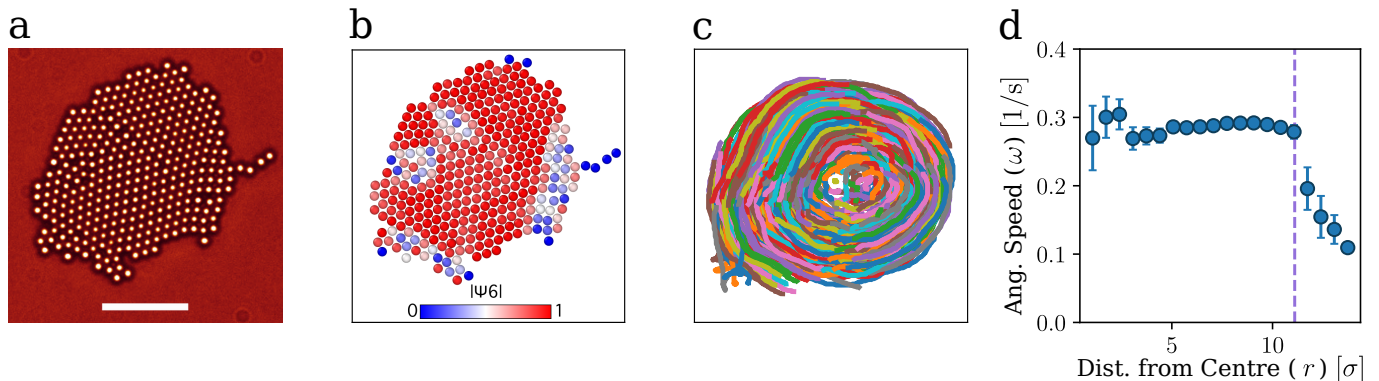 a
b
|Ψ6|
0 1
c
d
Ang. Speed (ω) [1/s]
0.4
0.3
0.2
0.1
0.0
5 10
Dist. from Centre ( r ) [σ]